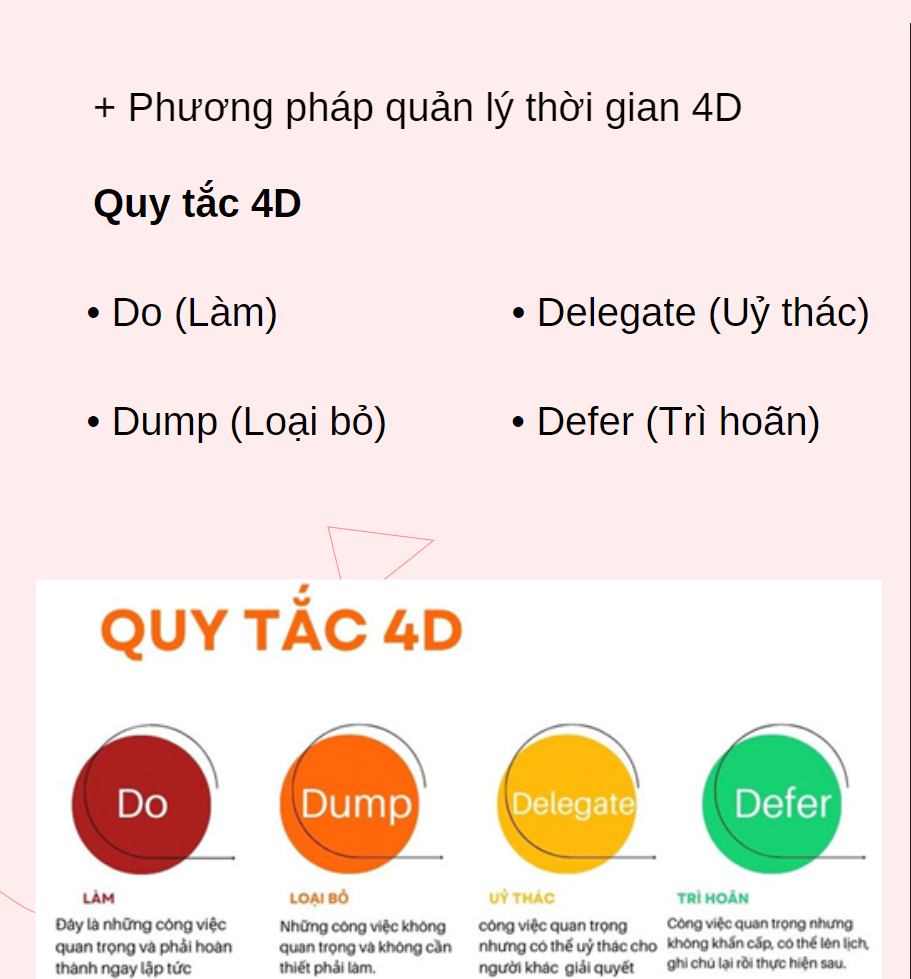 + Phương pháp quản lý thời gian 4D
Quy tắc 4D
• Do (Làm)
• Delegate (Uỷ thác)
• Dump (Loại bỏ)
• Defer (Trì hoãn)
QUY TẮC 4D
Do
Dump
Delegate
Defer
LÀM
Đây là những công việc
quan trọng và phải hoàn
thành ngay lập tức
LOẠI BỎ
Những công việc không
quan trọng và không cần
thiết phải làm.
UỶ THÁC
công việc quan trọng
nhưng có thể uỷ thác cho
người khác giải quyết
TRÌ HOÃN
Công việc quan trọng nhưng
không khẩn cấp, có thể lên lịch,
ghi chú lại rồi thực hiện sau.